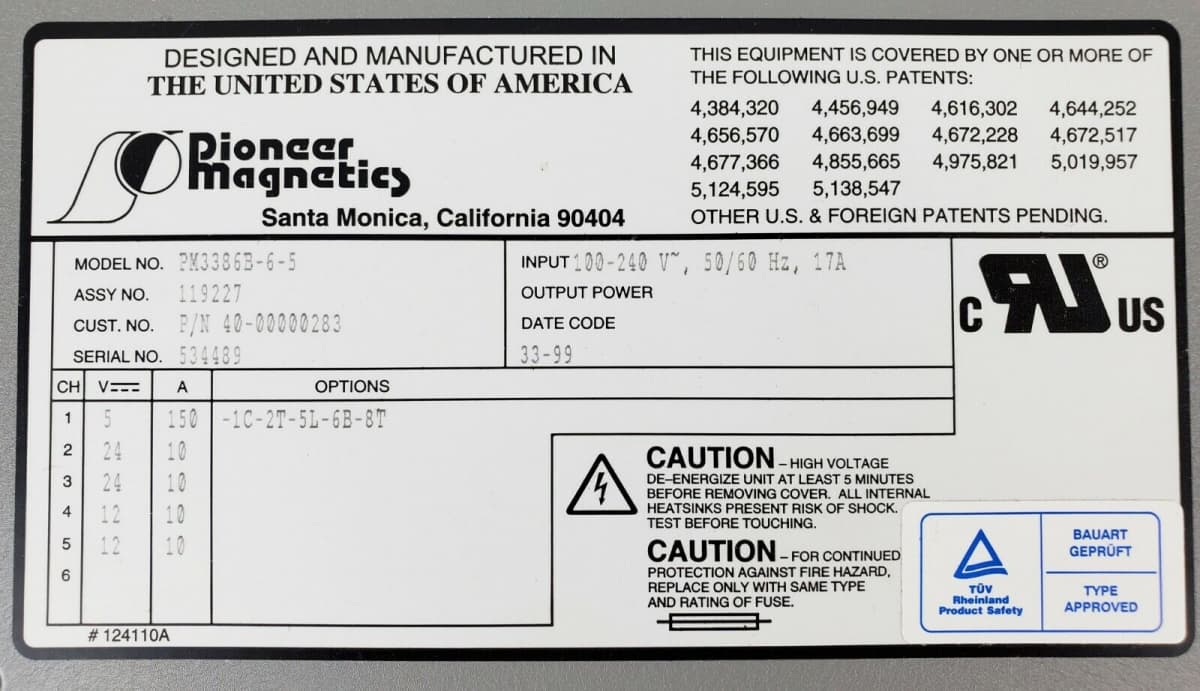 DESIGNED AND MANUFACTURED IN
THE UNITED STATES OF AMERICA
Pioneer
Magnetics
Santa Monica, California 90404
THIS EQUIPMENT IS COVERED BY ONE OR MORE OF
THE FOLLOWING U.S. PATENTS:
4,384,320 4,456,949 4,616,302 4,644,252
4,656,570 4,663,699 4,672,228 4,672,517
4,677,366 4,855,665 4,975,821 5,019,957
5,124,595 5,138,547
OTHER U.S. & FOREIGN PATENTS PENDING.
MODEL NO. PM3386B-6-5
ASSY NO. 119227
CUST. NO. P/N 40-00000283
SERIAL NO. 534489
INPUT 100-240 V~, 50/60 Hz, 17A
OUTPUT POWER
DATE CODE
33-99
C RU® US
CH V⎓ A OPTIONS
1 5 150 -1C-2T-5L-6B-8T
2 24 10
3 24 10
4 12 10
5 12 10
6
# 124110A
CAUTION – HIGH VOLTAGE
DE-ENERGIZE UNIT AT LEAST 5 MINUTES
BEFORE REMOVING COVER. ALL INTERNAL
HEATSINKS PRESENT RISK OF SHOCK.
TEST BEFORE TOUCHING.
CAUTION – FOR CONTINUED
PROTECTION AGAINST FIRE HAZARD,
REPLACE ONLY WITH SAME TYPE
AND RATING OF FUSE.
TÜV
Rheinland
Product Safety
BAUART
GEPRÜFT
TYPE
APPROVED